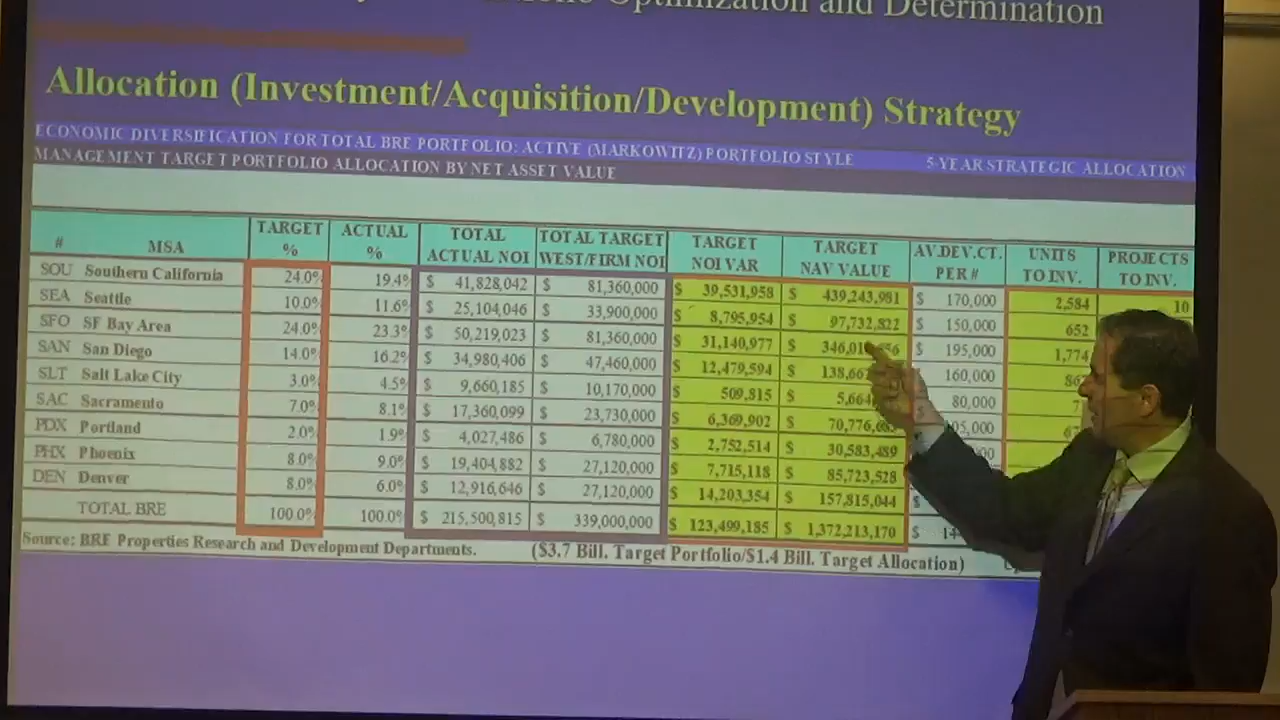 Optimization and Determination
Allocation (Investment/Acquisition/Development) Strategy
ECONOMIC DIVERSIFICATION FOR TOTAL BRE PORTFOLIO: ACTIVE (MARKOWITZ) PORTFOLIO STYLE 5-YEAR STRATEGIC ALLOCATION
MANAGEMENT TARGET PORTFOLIO ALLOCATION BY NET ASSET VALUE
# MSA TARGET % ACTUAL % TOTAL ACTUAL NOI TOTAL TARGET WEST/FIRM NOI TARGET NOI VAR TARGET NAV VALUE AV.DEV.CT. PER # UNITS TO INV. PROJECTS TO INV.
SOU Southern California 24.0% 19.4% $ 41,828,042 $ 81,360,000 $ 39,531,958 $ 439,243,981 $ 170,000 2,584 10
SEA Seattle 10.0% 11.6% $ 25,104,046 $ 33,900,000 $ 8,795,954 $ 97,732,822 $ 150,000 652
SFO SF Bay Area 24.0% 23.3% $ 50,219,023 $ 81,360,000 $ 31,140,977 $ $ 195,000 1,774
SAN San Diego 14.0% 16.2% $ 34,980,406 $ 47,460,000 $ 12,479,594 $ 160,000
SLT Salt Lake City 3.0% 4.5% $ 9,660,185 $ 10,170,000 $ 509,815 $ $ 80,000
SAC Sacramento 7.0% 8.1% $ 17,360,099 $ 23,730,000 $ 6,369,902 $
PDX Portland 2.0% 1.9% $ 4,027,486 $ 6,780,000 $ 2,752,514 $ 30,583,489
PHX Phoenix 8.0% 9.0% $ 19,404,882 $ 27,120,000 $ 7,715,118 $ 85,723,528
DEN Denver 8.0% 6.0% $ 12,916,646 $ 27,120,000 $ 14,203,354 $ 157,815,044 $
TOTAL BRE 100.0% 100.0% $ 215,500,815 $ 339,000,000 $ 123,499,185 $ 1,372,213,170 $
Source: BRE Properties Research and Development Departments. ($3.7 Bill. Target Portfolio/$1.4 Bill. Target Allocation)